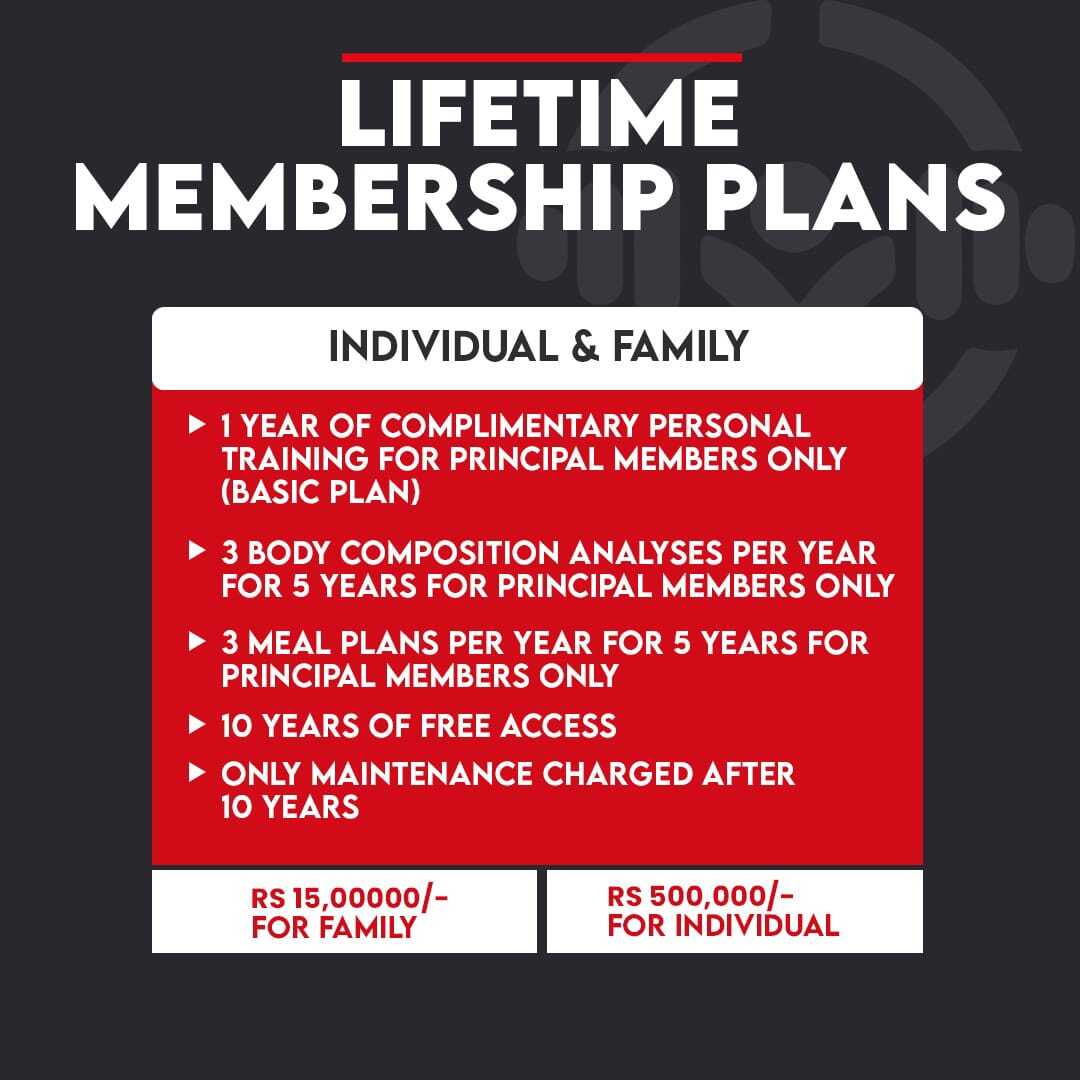 LIFETIME
MEMBERSHIP PLANS
INDIVIDUAL & FAMILY
1 YEAR OF COMPLIMENTARY PERSONAL
TRAINING FOR PRINCIPAL MEMBERS ONLY
(BASIC PLAN)
3 BODY COMPOSITION ANALYSES PER YEAR
FOR 5 YEARS FOR PRINCIPAL MEMBERS ONLY
3 MEAL PLANS PER YEAR FOR 5 YEARS FOR
PRINCIPAL MEMBERS ONLY
10 YEARS OF FREE ACCESS
ONLY MAINTENANCE CHARGED AFTER
10 YEARS
RS 15,00000/-
FOR FAMILY
RS 500,000/-
FOR INDIVIDUAL